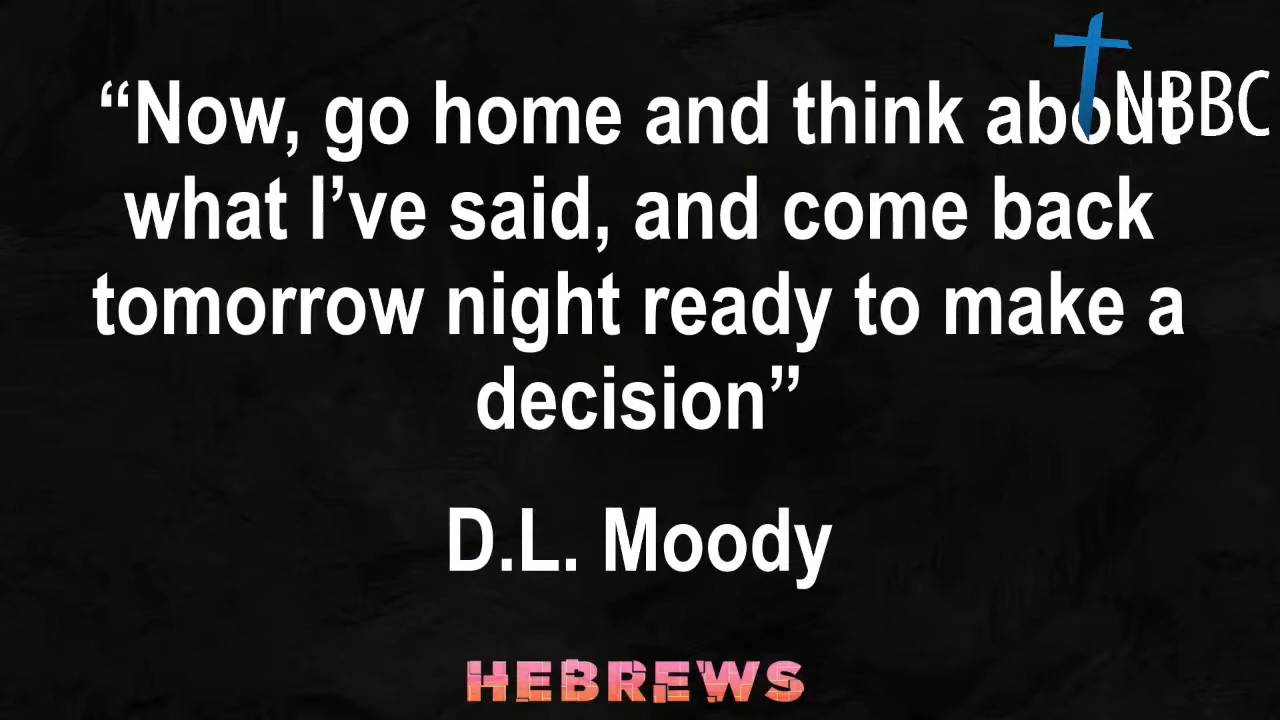 “Now, go home and think about
NBBC
what I’ve said, and come back
tomorrow night ready to make a
decision”
D.L. Moody
HEBREWS